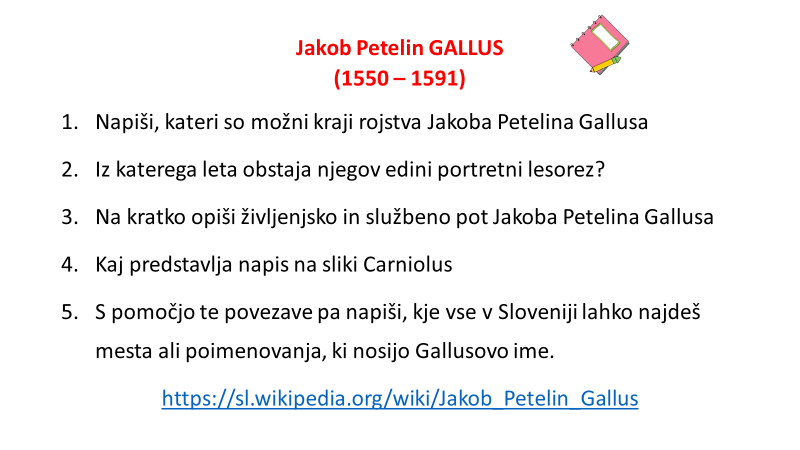 Jakob Petelin GALLUS
(1550 – 1591)
1. Napiši, kateri so možni kraji rojstva Jakoba Petelina Gallusa
2. Iz katerega leta obstaja njegov edini portretni lesorez?
3. Na kratko opiši življenjsko in službeno pot Jakoba Petelina Gallusa
4. Kaj predstavlja napis na sliki Carniolus
5. S pomočjo te povezave pa napiši, kje vse v Sloveniji lahko najdeš
mesta ali poimenovanja, ki nosijo Gallusovo ime.
https://sl.wikipedia.org/wiki/Jakob_Petelin_Gallus